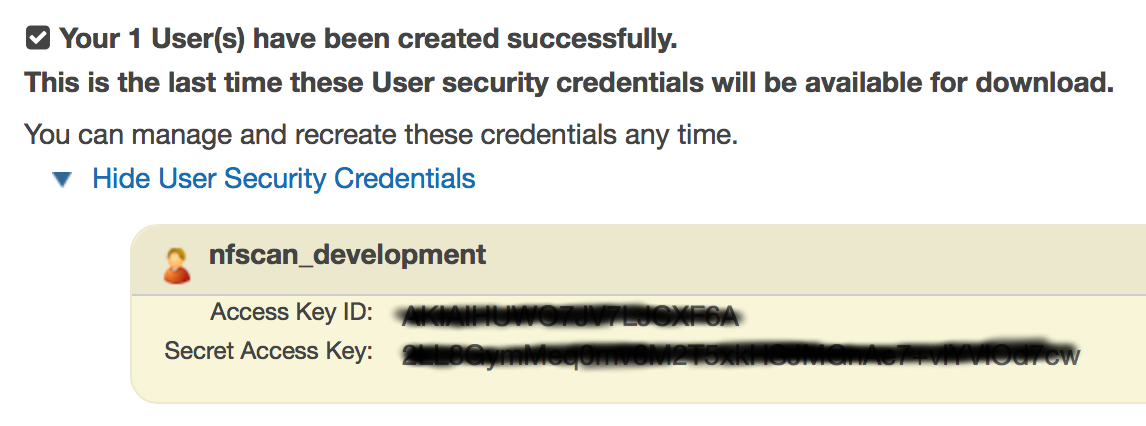 Your 1 User(s) have been created successfully.
This is the last time these User security credentials will be available for download.
You can manage and recreate these credentials any time.
Hide User Security Credentials
nfscan_development
Access Key ID:
Secret Access Key: